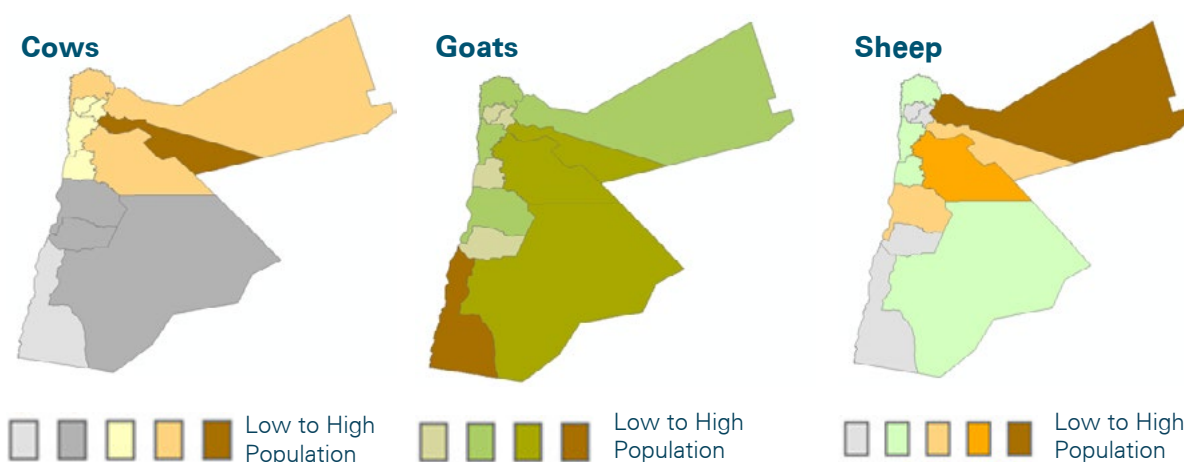 Cows
Goats
Sheep
Low to High
Population
Low to High
Population
Low to High
Population